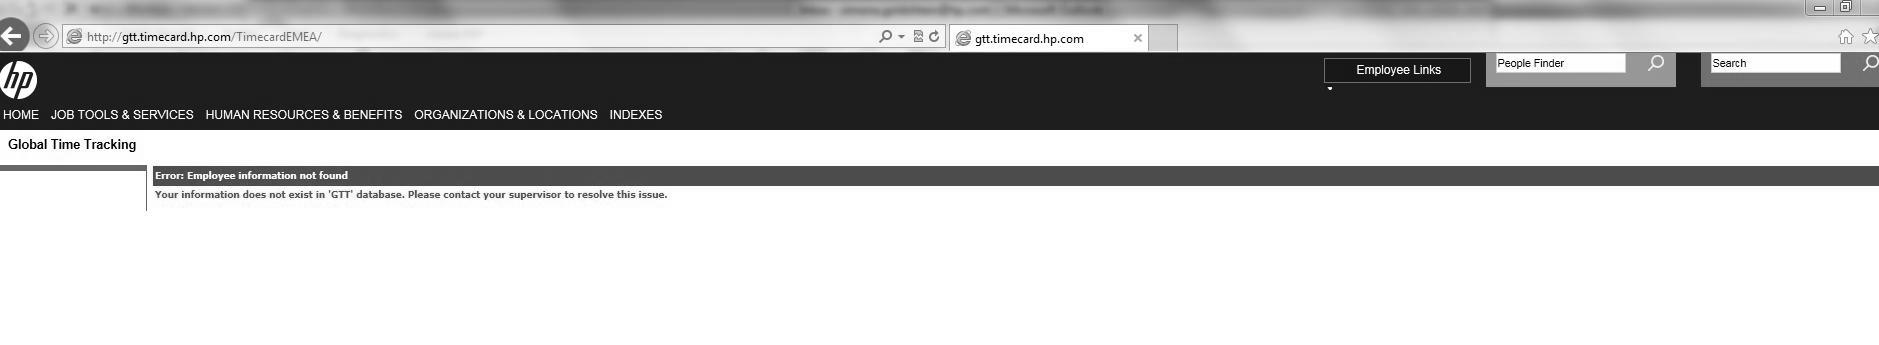 http://gtt.timecard.hp.com/TimecardEMEA/
gtt.timecard.hp.com
hp
Employee Links
People Finder
Search
HOME JOB TOOLS & SERVICES HUMAN RESOURCES & BENEFITS ORGANIZATIONS & LOCATIONS INDEXES
Global Time Tracking
Error: Employee information not found
Your information does not exist in 'GTT' database. Please contact your supervisor to resolve this issue.